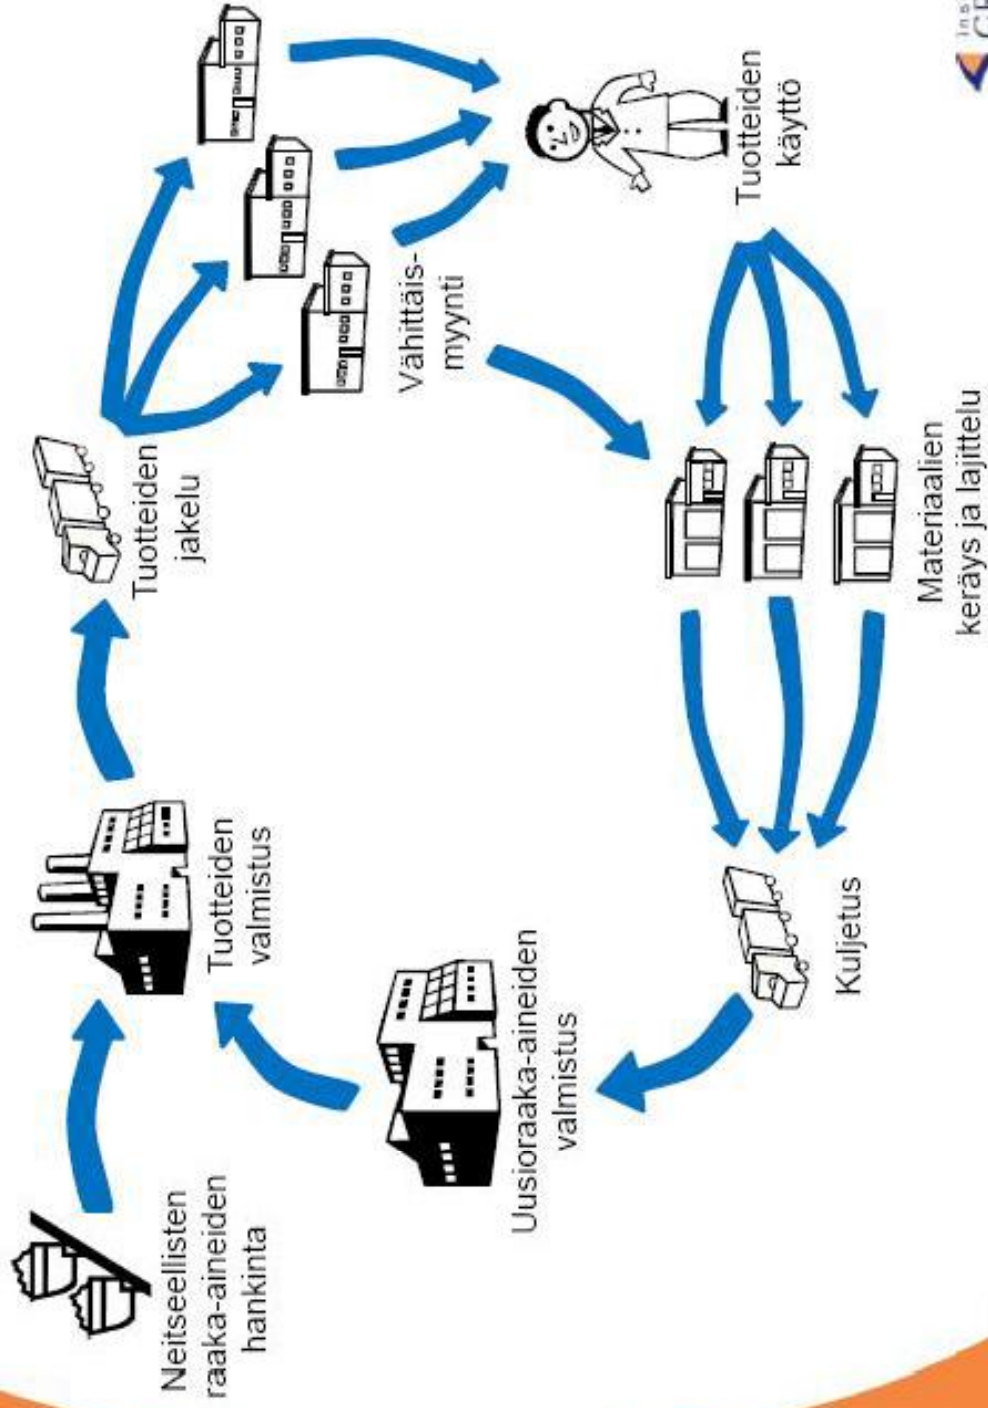 Neitseellisten
raaka-aineiden
hankinta
Tuotteiden
valmistus
Tuotteiden
jakelu
Vähittäis-
myynti
Tuotteiden
käyttö
Materiaalien
keräys ja lajittelu
Kuljetus
Uusioraaka-aineiden
valmistus